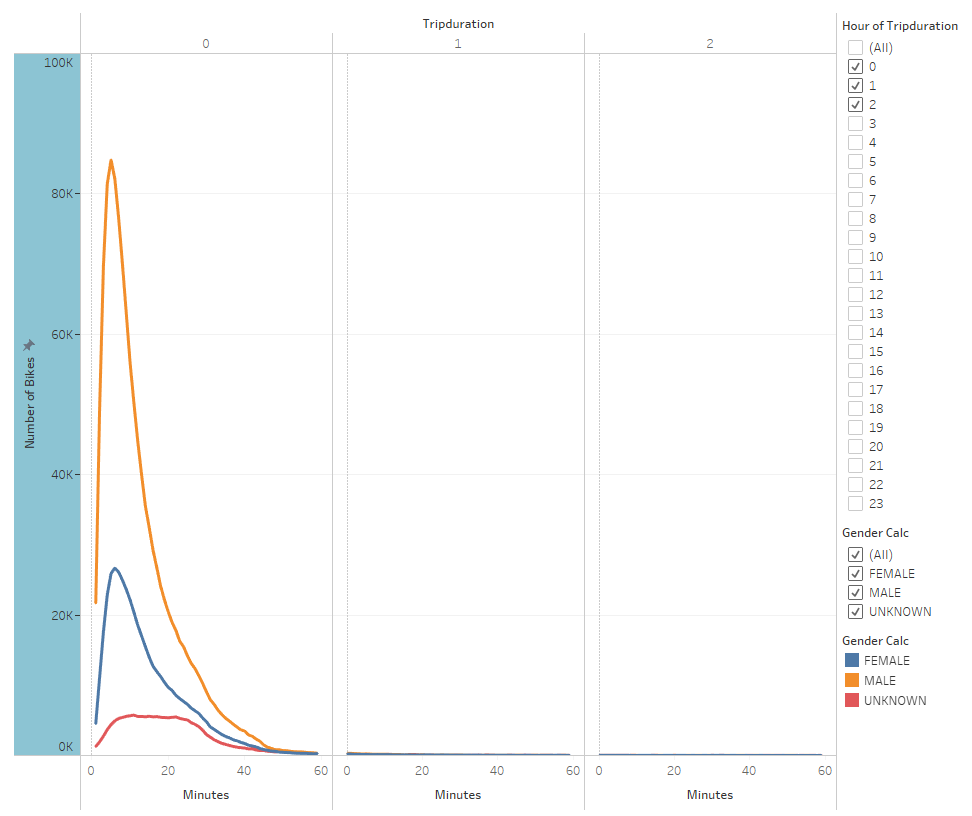 Tripduration
0 1 2
100K
80K
60K
40K
20K
0K
Number of Bikes
0 20 40 60 0 20 40 60 0 20 40 60
Minutes Minutes Minutes
Hour of Tripduration
(All)
0
1
2
3
4
5
6
7
8
9
10
11
12
13
14
15
16
17
18
19
20
21
22
23
Gender Calc
(All)
FEMALE
MALE
UNKNOWN
Gender Calc
FEMALE
MALE
UNKNOWN